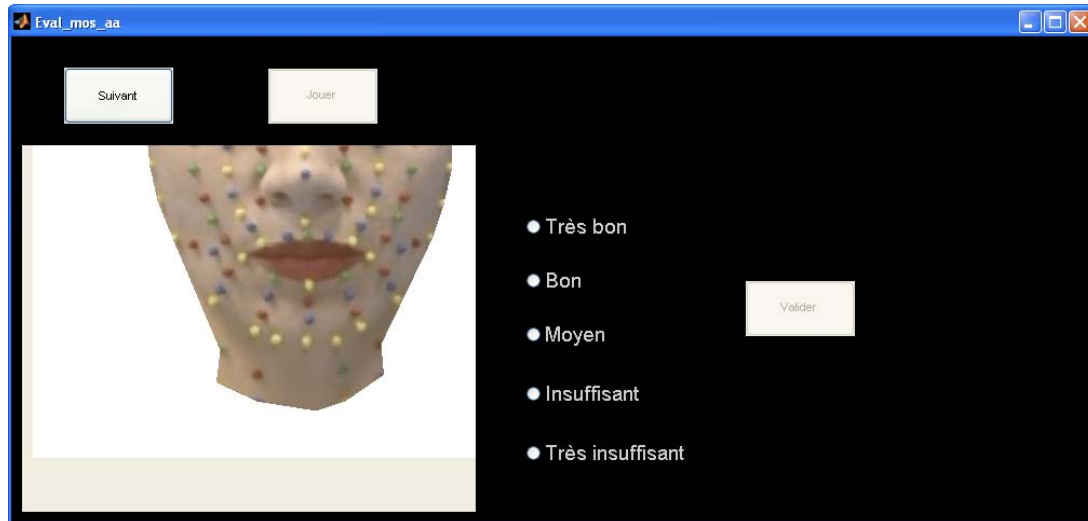 Eval_mos_aa
Suivant
Jouer
Très bon
Bon
Moyen
Valider
Insuffisant
Très insuffisant